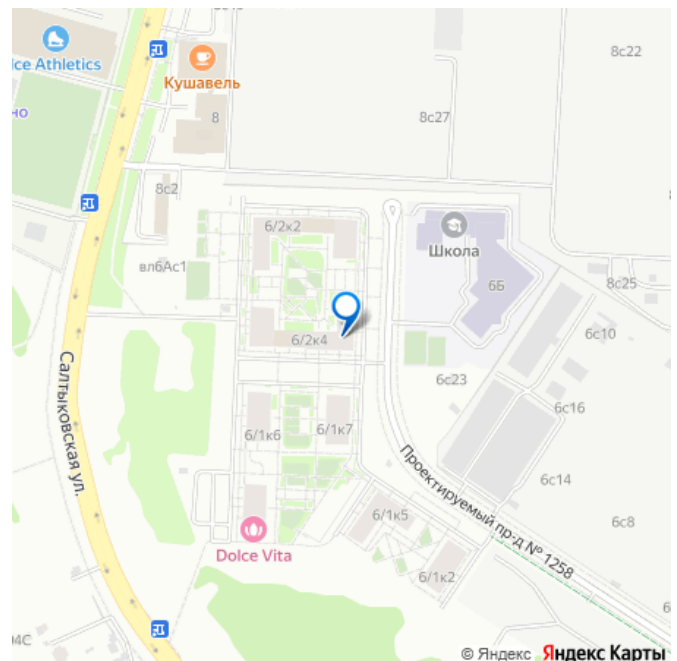 8с22
Ice Athletics
Кушавель
8с27
но
8
8с2
6/2к2
Школа
вл6Ас1
6Б
8с25
6/2к4
6с10
6с23
Салтыковская ул.
6с16
6/1к6
6/1к7
Проектируемый пр-д № 1258
6с14
6/1к5
6с8
Dolce Vita
6/1к2
04С
© Яндекс Яндекс Карты